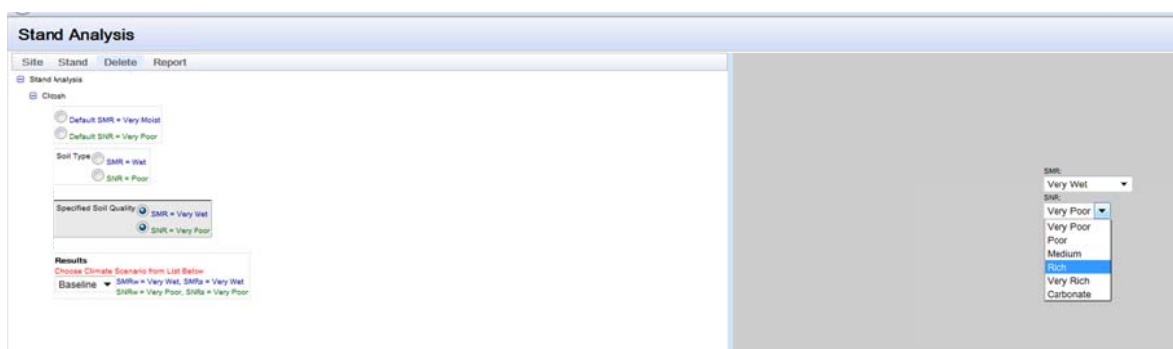 Stand Analysis
Site Stand Delete Report
Stand Analysis
Default SMR = Very Moist
Default SNR = Very Poor
Soil Type SMR = Wet
SNR = Poor
Specified Soil Quality SMR = Very Wet
SNR = Very Poor
Results
Choose Climate Scenario from List Below
Baseline SMRw = Very Wet, SMRs = Very Wet
SNRw = Very Poor, SNRs = Very Poor
SMR:
Very Wet
SNR:
Very Poor
Very Poor
Poor
Medium
Rich
Very Rich
Carbonate